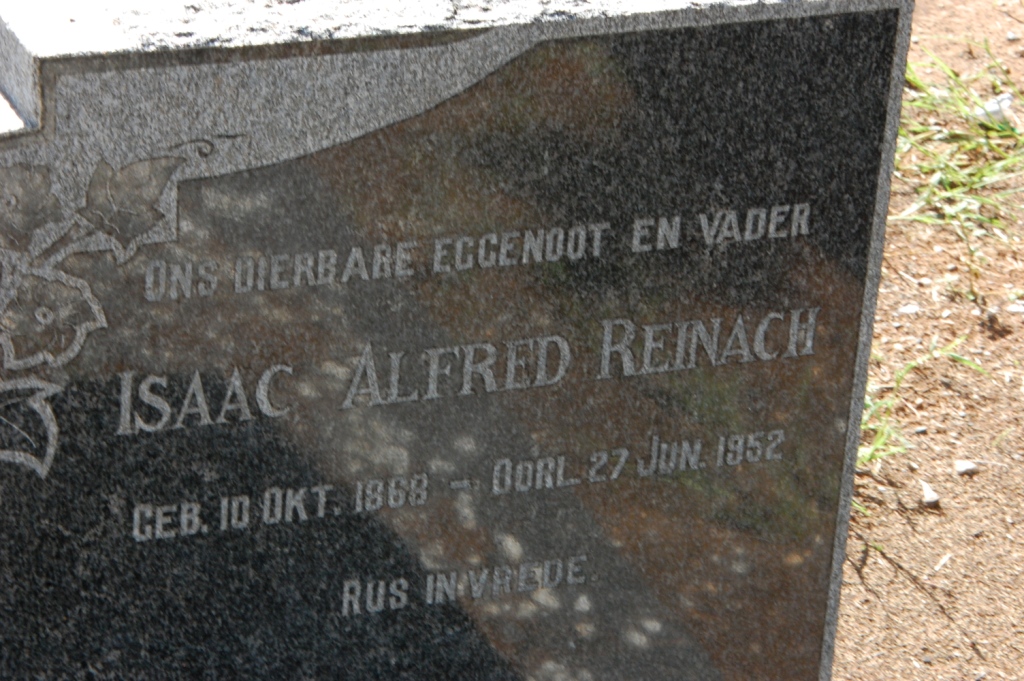 ONS DIERBARE EGGENOOT EN VADER
ISAAC ALFRED REINACH
GEB. 10 OKT. 1868 - OORL. 27 JUN. 1952
RUS IN VREDE.